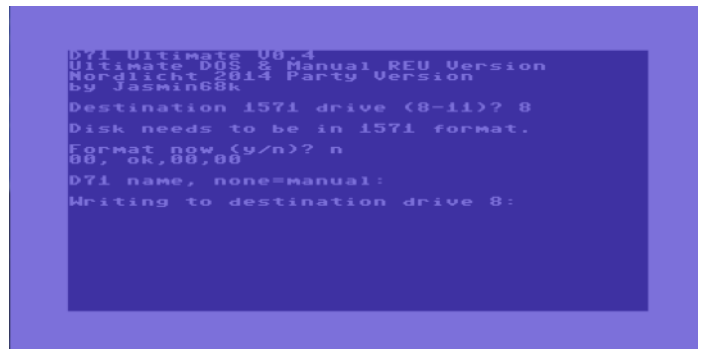 D71 Ultimate V0.4
Ultimate DOS & Manual REU Version
Nordlicht 2014 Party Version
by Jasmin68k
Destination 1571 drive (8-11)? 8
Disk needs to be in 1571 format.
Format now (y/n)? n
00, ok,00,00
D71 name, none=manual:
Writing to destination drive 8: